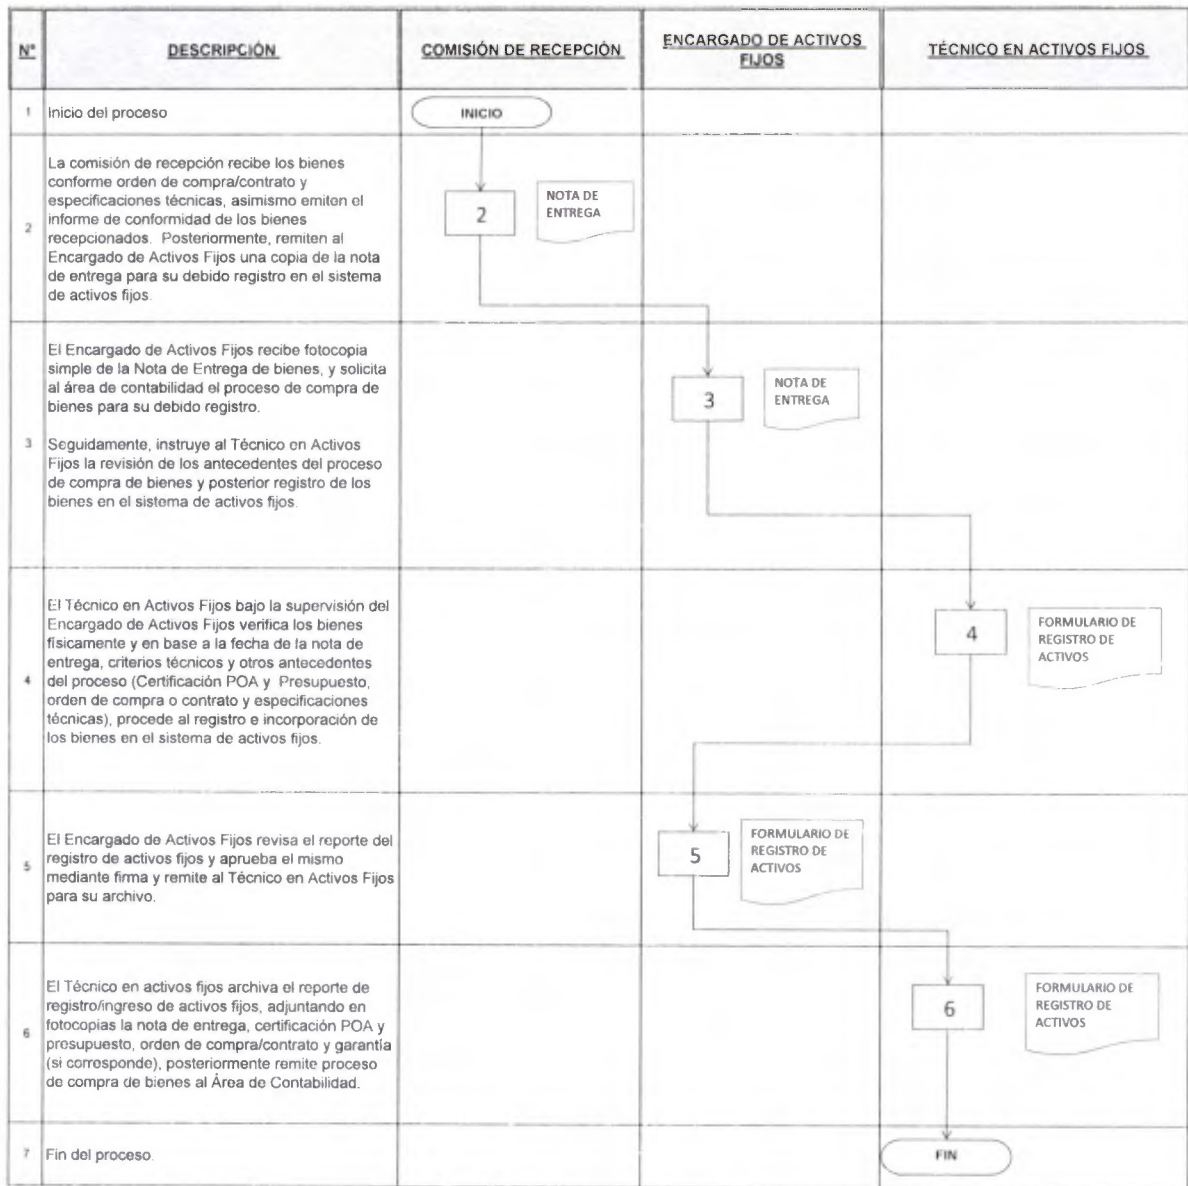 N°
DESCRIPCIÓN
COMISIÓN DE RECEPCIÓN
ENCARGADO DE ACTIVOS
FIJOS
TÉCNICO EN ACTIVOS FIJOS
1
Inicio del proceso
INICIO
2
La comisión de recepción recibe los bienes
conforme orden de compra/contrato y
especificaciones técnicas, asimismo emiten el
informe de conformidad de los bienes
recepcionados. Posteriormente, remiten al
Encargado de Activos Fijos una copia de la nota
de entrega para su debido registro en el sistema
de activos fijos.
2
NOTA DE
ENTREGA
3
El Encargado de Activos Fijos recibe fotocopia
simple de la Nota de Entrega de bienes, y solicita
al área de contabilidad el proceso de compra de
bienes para su debido registro.
Seguidamente, instruye al Técnico en Activos
Fijos la revisión de los antecedentes del proceso
de compra de bienes y posterior registro de los
bienes en el sistema de activos fijos.
3
NOTA DE
ENTREGA
4
El Técnico en Activos Fijos bajo la supervisión del
Encargado de Activos Fijos verifica los bienes
físicamente y en base a la fecha de la nota de
entrega, criterios técnicos y otros antecedentes
del proceso (Certificación POA y Presupuesto,
orden de compra o contrato y especificaciones
técnicas), procede al registro e incorporación de
los bienes en el sistema de activos fijos.
4
FORMULARIO DE
REGISTRO DE
ACTIVOS
5
El Encargado de Activos Fijos revisa el reporte del
registro de activos fijos y aprueba el mismo
mediante firma y remite al Técnico en Activos Fijos
para su archivo.
5
FORMULARIO DE
REGISTRO DE
ACTIVOS
6
El Técnico en activos fijos archiva el reporte de
registro/ingreso de activos fijos, adjuntando en
fotocopias la nota de entrega, certificación POA y
presupuesto, orden de compra/contrato y garantía
(si corresponde), posteriormente remite proceso
de compra de bienes al Área de Contabilidad.
6
FORMULARIO DE
REGISTRO DE
ACTIVOS
7
Fin del proceso.
FIN